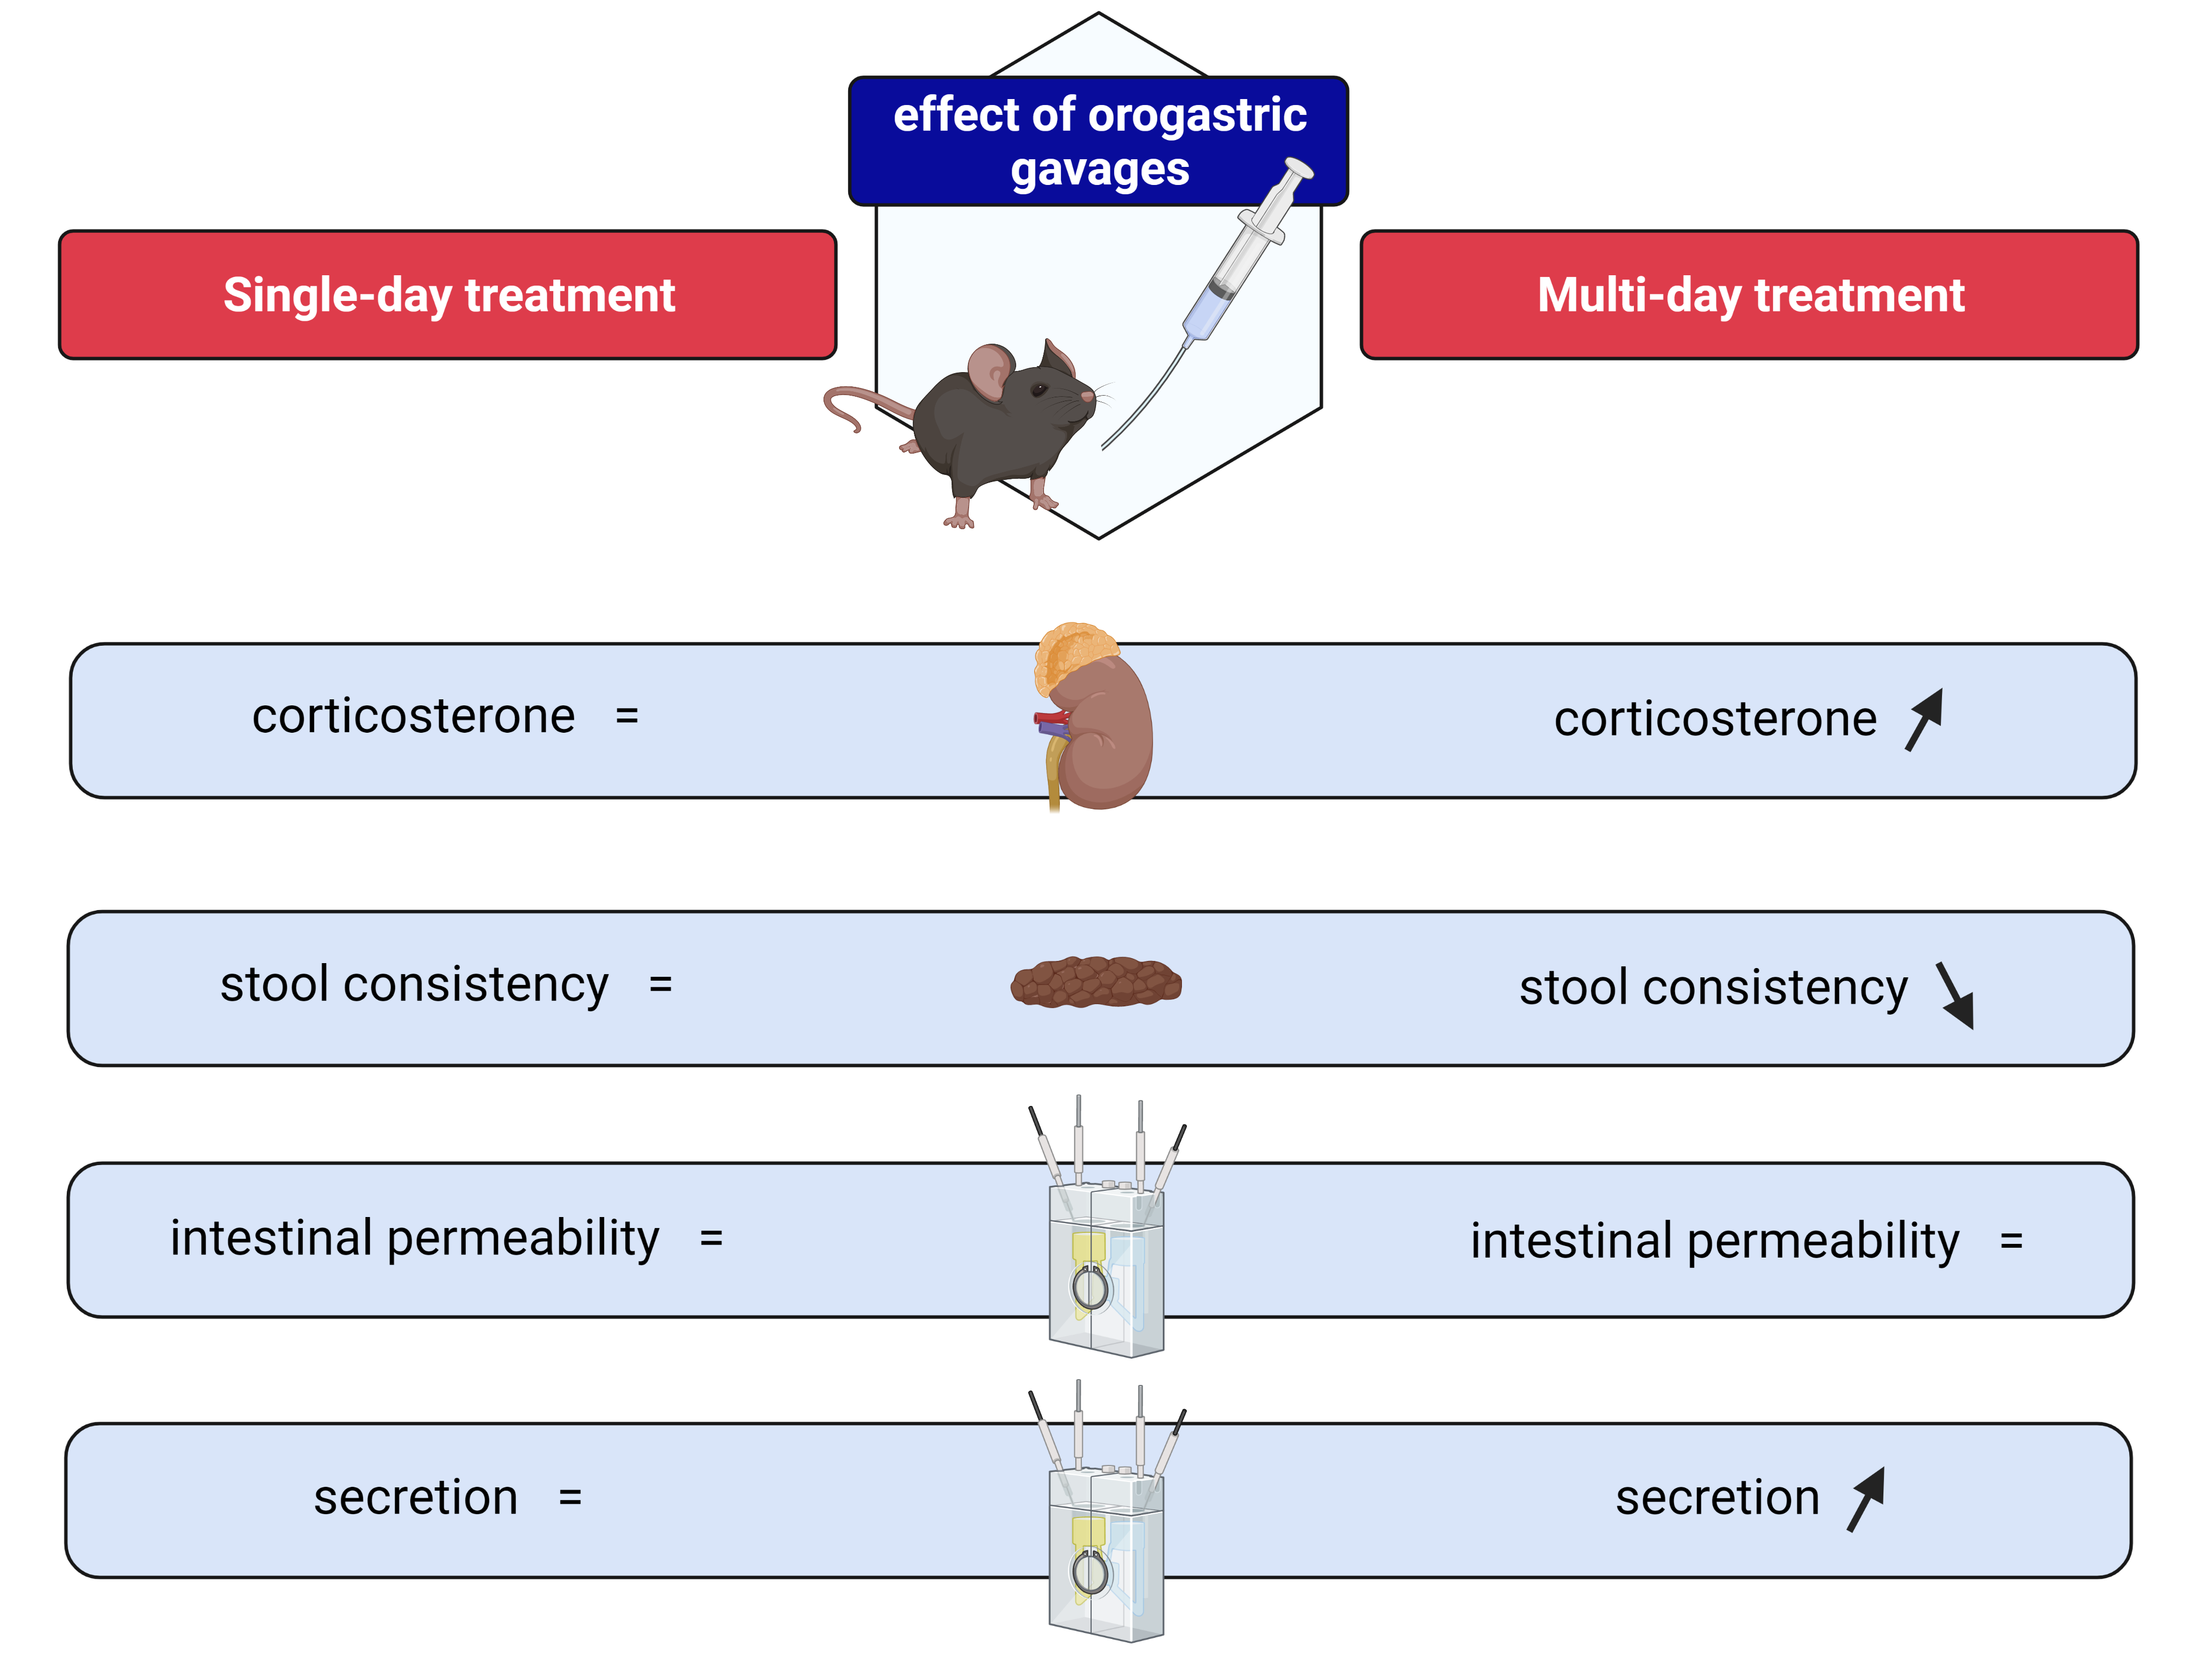 effect of orogastric
gavages
Single-day treatment
Multi-day treatment
corticosterone =
corticosterone
stool consistency =
stool consistency
intestinal permeability =
intestinal permeability =
secretion =
secretion